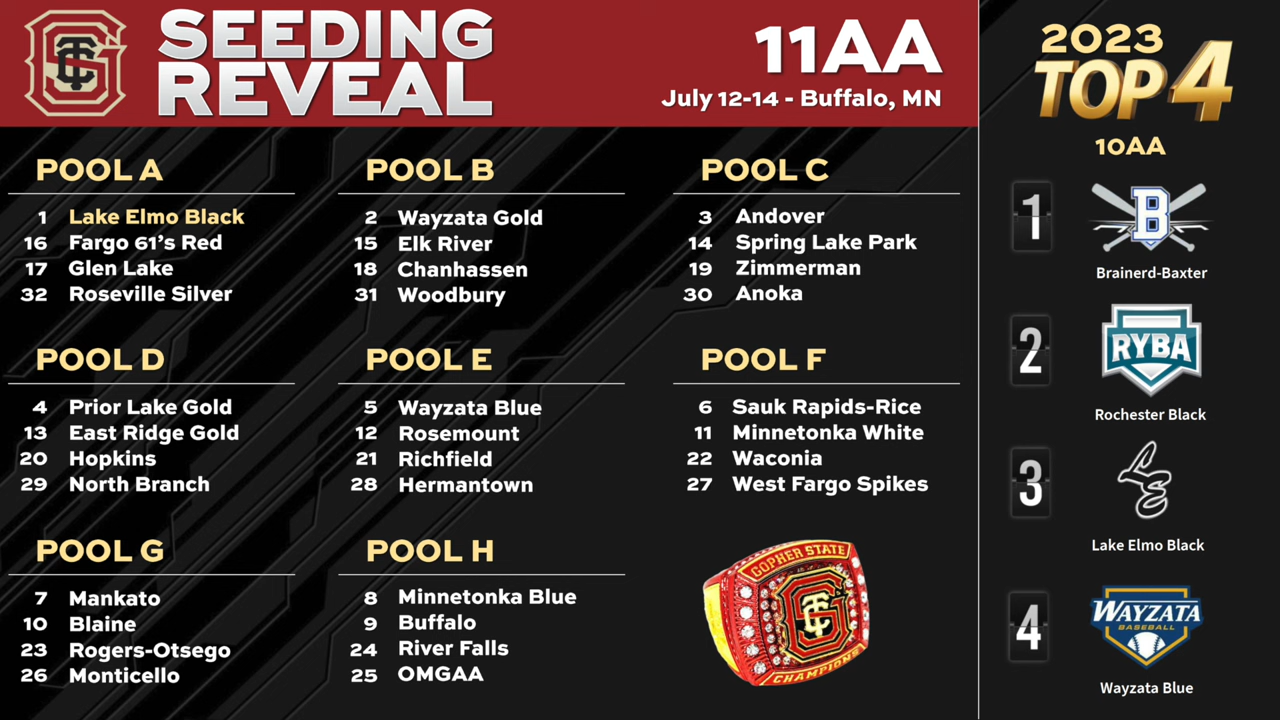 SEEDING
REVEAL
11AA
July 12-14 - Buffalo, MN
POOL A
1 Lake Elmo Black
16 Fargo 61's Red
17 Glen Lake
32 Roseville Silver
POOL B
2 Wayzata Gold
15 Elk River
18 Chanhassen
31 Woodbury
POOL C
3 Andover
14 Spring Lake Park
19 Zimmerman
30 Anoka
POOL D
4 Prior Lake Gold
13 East Ridge Gold
20 Hopkins
29 North Branch
POOL E
5 Wayzata Blue
12 Rosemount
21 Richfield
28 Hermantown
POOL F
6 Sauk Rapids-Rice
11 Minnetonka White
22 Waconia
27 West Fargo Spikes
POOL G
7 Mankato
10 Blaine
23 Rogers-Otsego
26 Monticello
POOL H
8 Minnetonka Blue
9 Buffalo
24 River Falls
25 OMGAA
GOPHER STATE
CHAMPIONS
2023
TOP 4
10AA
1
B
Brainerd-Baxter
2
RYBA
Rochester Black
3
LE
Lake Elmo Black
4
WAYZATA
BASEBALL
Wayzata Blue